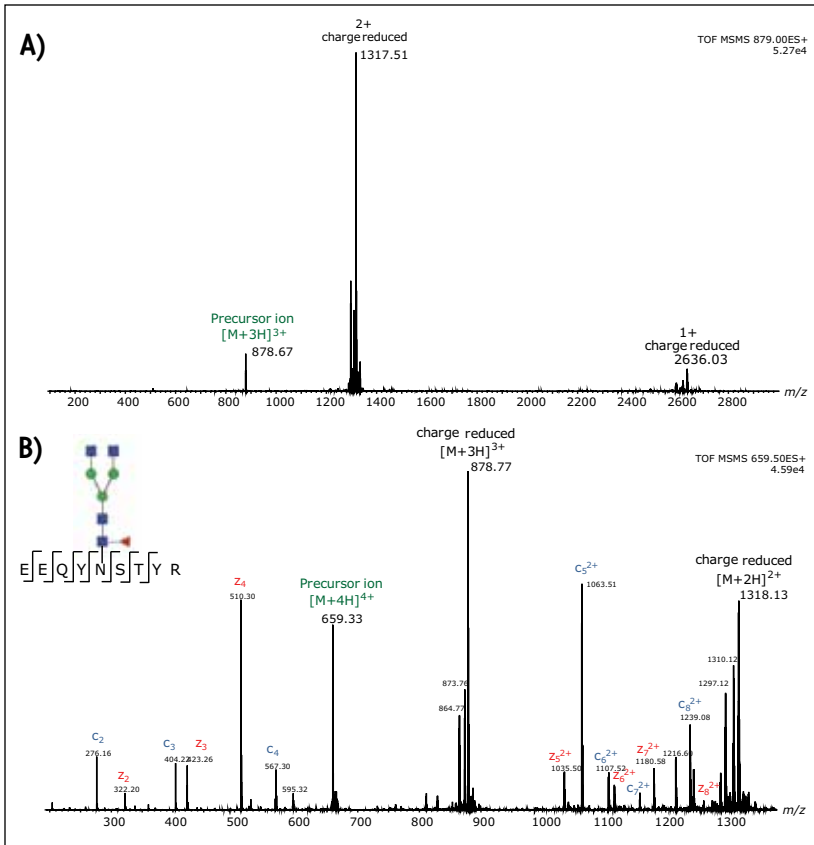 A)
2+
charge reduced
1317.51
TOF MSMS 879.00ES+
5.27e4
Precursor ion
[M+3H]3+
878.67
1+
charge reduced
2636.03
200 400 600 800 1000 1200 1400 1600 1800 2000 2200 2400 2600 2800 m/z
B)
charge reduced
[M+3H]3+
878.77
TOF MSMS 659.50ES+
4.59e4
E E Q Y N S T Y R
z4
510.30
Precursor ion
[M+4H]4+
659.33
c5 2+
1063.51
charge reduced
[M+2H]2+
1318.13
873.76
864.77
1310.12
1297.12
c8 2+
1239.08
c2
276.16
z2
322.20
c3
404.22
z3
423.26
c4
567.30
595.32
z5 2+
1035.50
c6 2+
1107.52
z6 2+
c7 2+
z7 2+
1180.58
1216.60
z8 2+
300 400 500 600 700 800 900 1000 1100 1200 1300 m/z